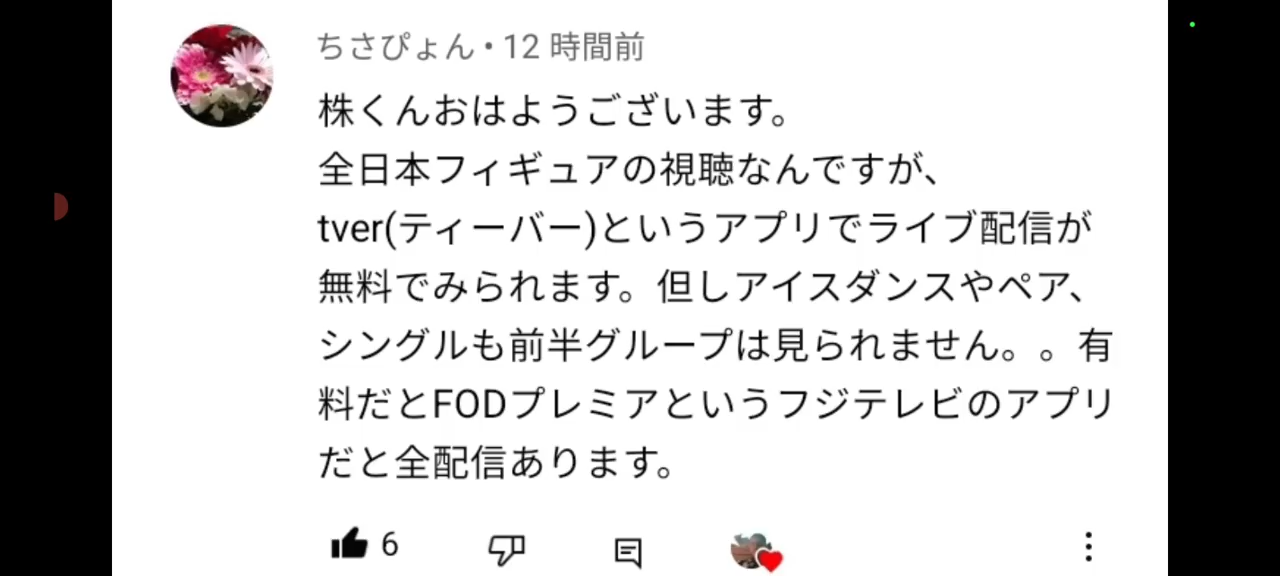 ちさぴょん • 12 時間前
株くんおはようございます。
全日本フィギュアの視聴なんですが、
tver(ティーバー)というアプリでライブ配信が
無料でみられます。但しアイスダンスやペア、
シングルも前半グループは見られません。。有
料だとFODプレミアというフジテレビのアプリ
だと全配信あります。
6